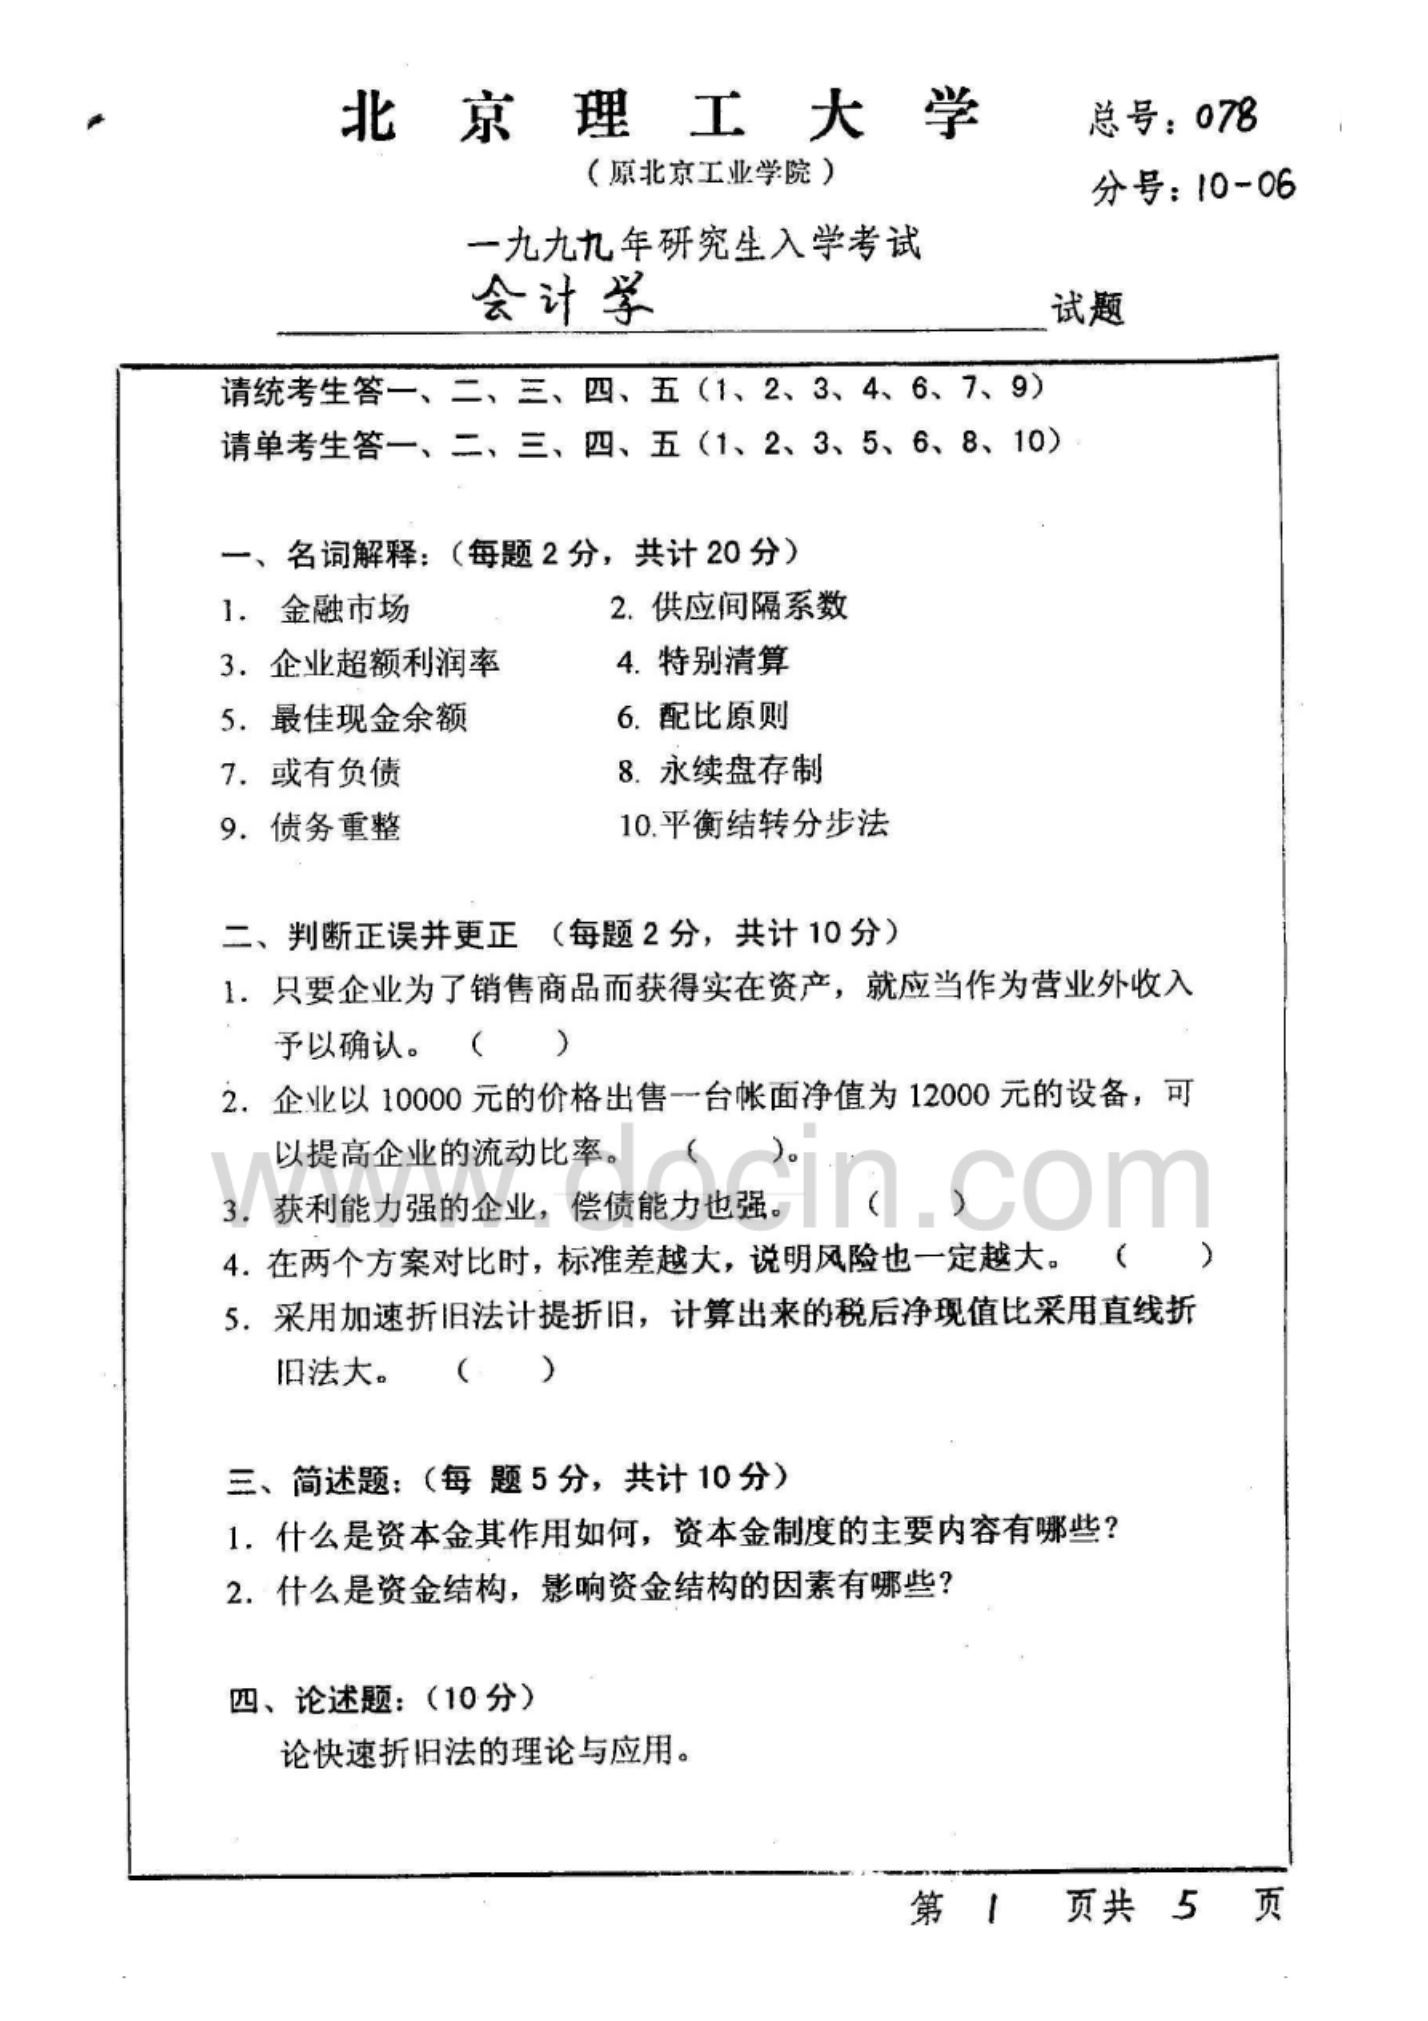 北京理工大学
总号：078
（原北京工业学院）
分号：10-06
一九九九年研究生入学考试
会计学 试题
请统考生答一、二、三、四、五（1、2、3、4、6、7、9）
请单考生答一、二、三、四、五（1、2、3、5、6、8、10）
一、名词解释：（每题2分，共计20分）
1. 金融市场 2. 供应间隔系数
3. 企业超额利润率 4. 特别清算
5. 最佳现金余额 6. 配比原则
7. 或有负债 8. 永续盘存制
9. 债务重整 10.平衡结转分步法
二、判断正误并更正 （每题2分，共计10分）
1. 只要企业为了销售商品而获得实在资产，就应当作为营业外收入
予以确认。 （ ）
2. 企业以10000元的价格出售一台帐面净值为12000元的设备，可
以提高企业的流动比率。 （ ）。
3. 获利能力强的企业，偿债能力也强。 （ ）
4. 在两个方案对比时，标准差越大，说明风险也一定越大。 （ ）
5. 采用加速折旧法计提折旧，计算出来的税后净现值比采用直线折
旧法大。 （ ）
三、简述题：（每 题5分，共计10分）
1. 什么是资本金其作用如何，资本金制度的主要内容有哪些？
2. 什么是资金结构，影响资金结构的因素有哪些？
四、论述题：（10分）
论快速折旧法的理论与应用。
第 1 页共 5 页
www.docin.com